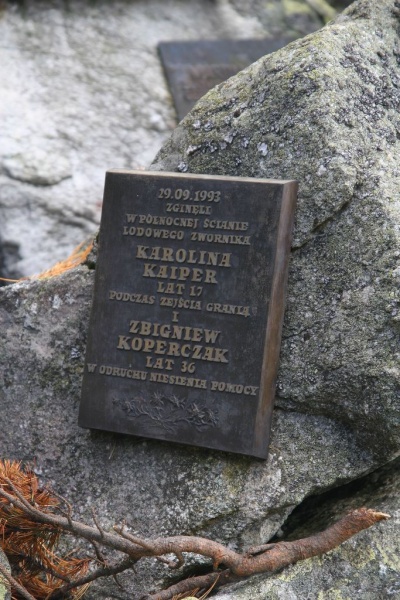 29.09.1993
ZGINĘLI
W PÓŁNOCNEJ ŚCIANIE
LODOWEGO ZWORNIKA
KAROLINA
KAIPER
LAT 17
PODCZAS ZEJŚCIA GRANIĄ
I
ZBIGNIEW
KOPERCZAK
LAT 36
W ODRUCHU NIESIENIA POMOCY